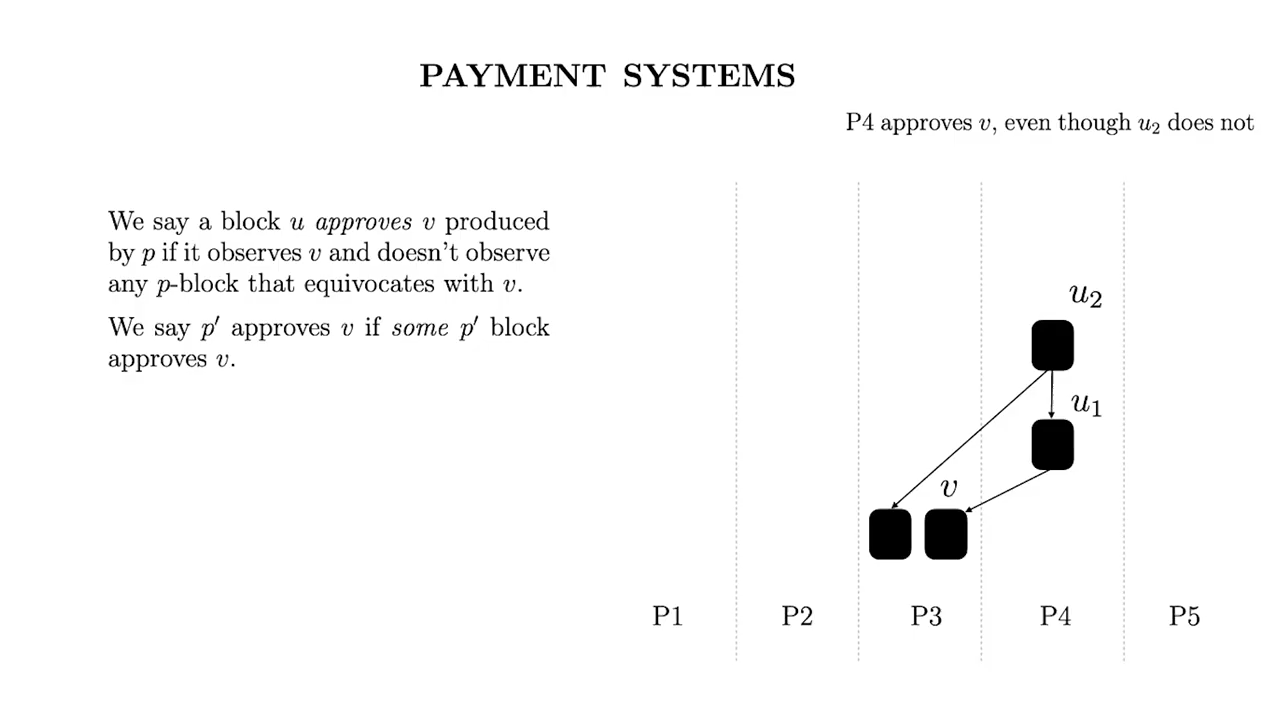 PAYMENT SYSTEMS
P4 approves v, even though u₂ does not
We say a block u approves v produced
by p if it observes v and doesn't observe
any p-block that equivocates with v.
We say p′ approves v if some p′ block
approves v.
u₂
u₁
v
P1 P2 P3 P4 P5